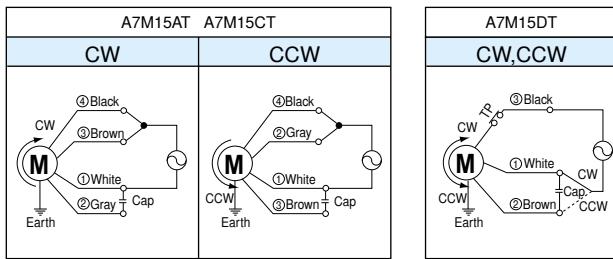 A7M15AT A7M15CT
CW
CCW
④Black
CW
③Brown
M
①White
②Gray
Cap
Earth
④Black
②Gray
M
①White
CCW
③Brown
Cap
Earth
A7M15DT
CW,CCW
TP
③Black
CW
M
①White
CW
Cap.
CCW
CCW
②Brown
Earth